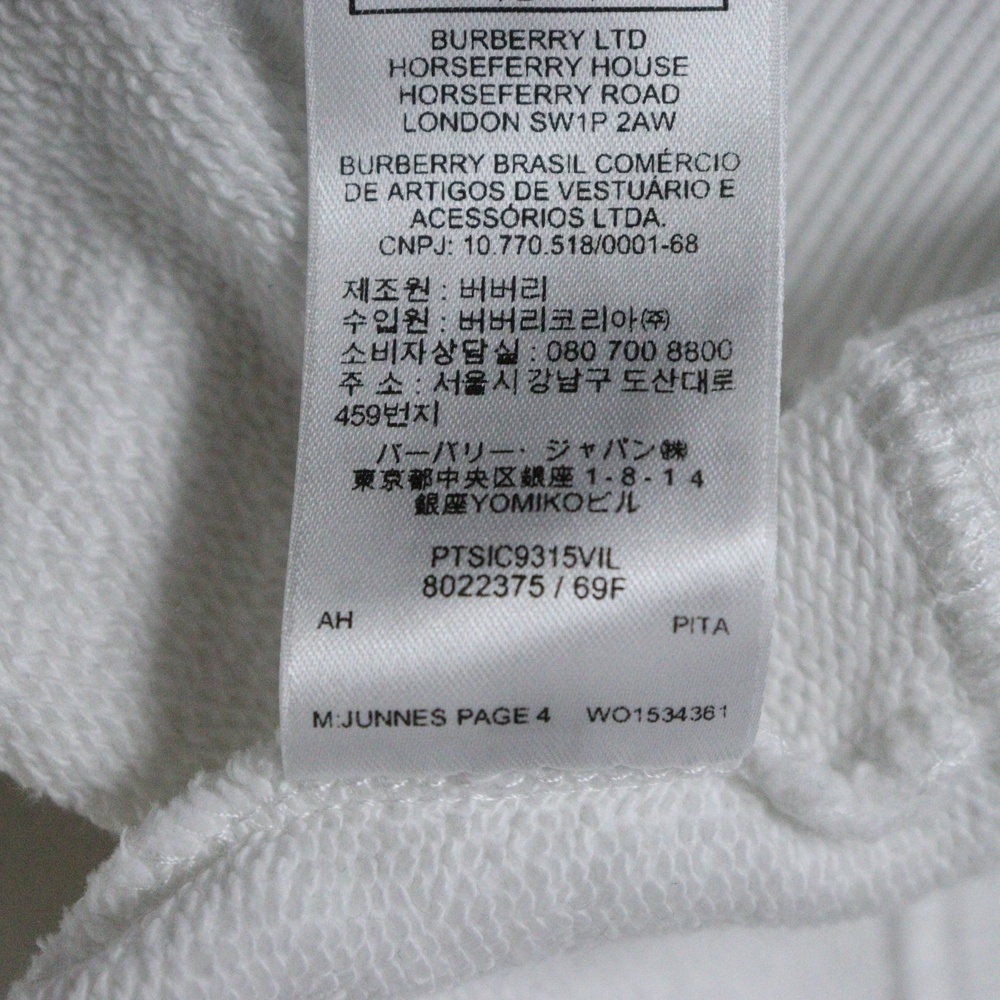 BURBERRY LTD
HORSEFERRY HOUSE
HORSEFERRY ROAD
LONDON SW1P 2AW
BURBERRY BRASIL COMÉRCIO
DE ARTIGOS DE VESTUÁRIO E
ACESSÓRIOS LTDA.
CNPJ: 10.770.518/0001-68
제조원 : 버버리
수입원 : 버버리코리아㈜
소비자상담실 : 080 700 8800
주 소 : 서울시 강남구 도산대로
459번지
バーバリー・ジャパン㈱
東京都中央区銀座 1 - 8 - 1 4
銀座YOMIKOビル
PTSIC9315VIL
8022375 / 69F
AH PITA
M:JUNNES PAGE 4 WO1534361